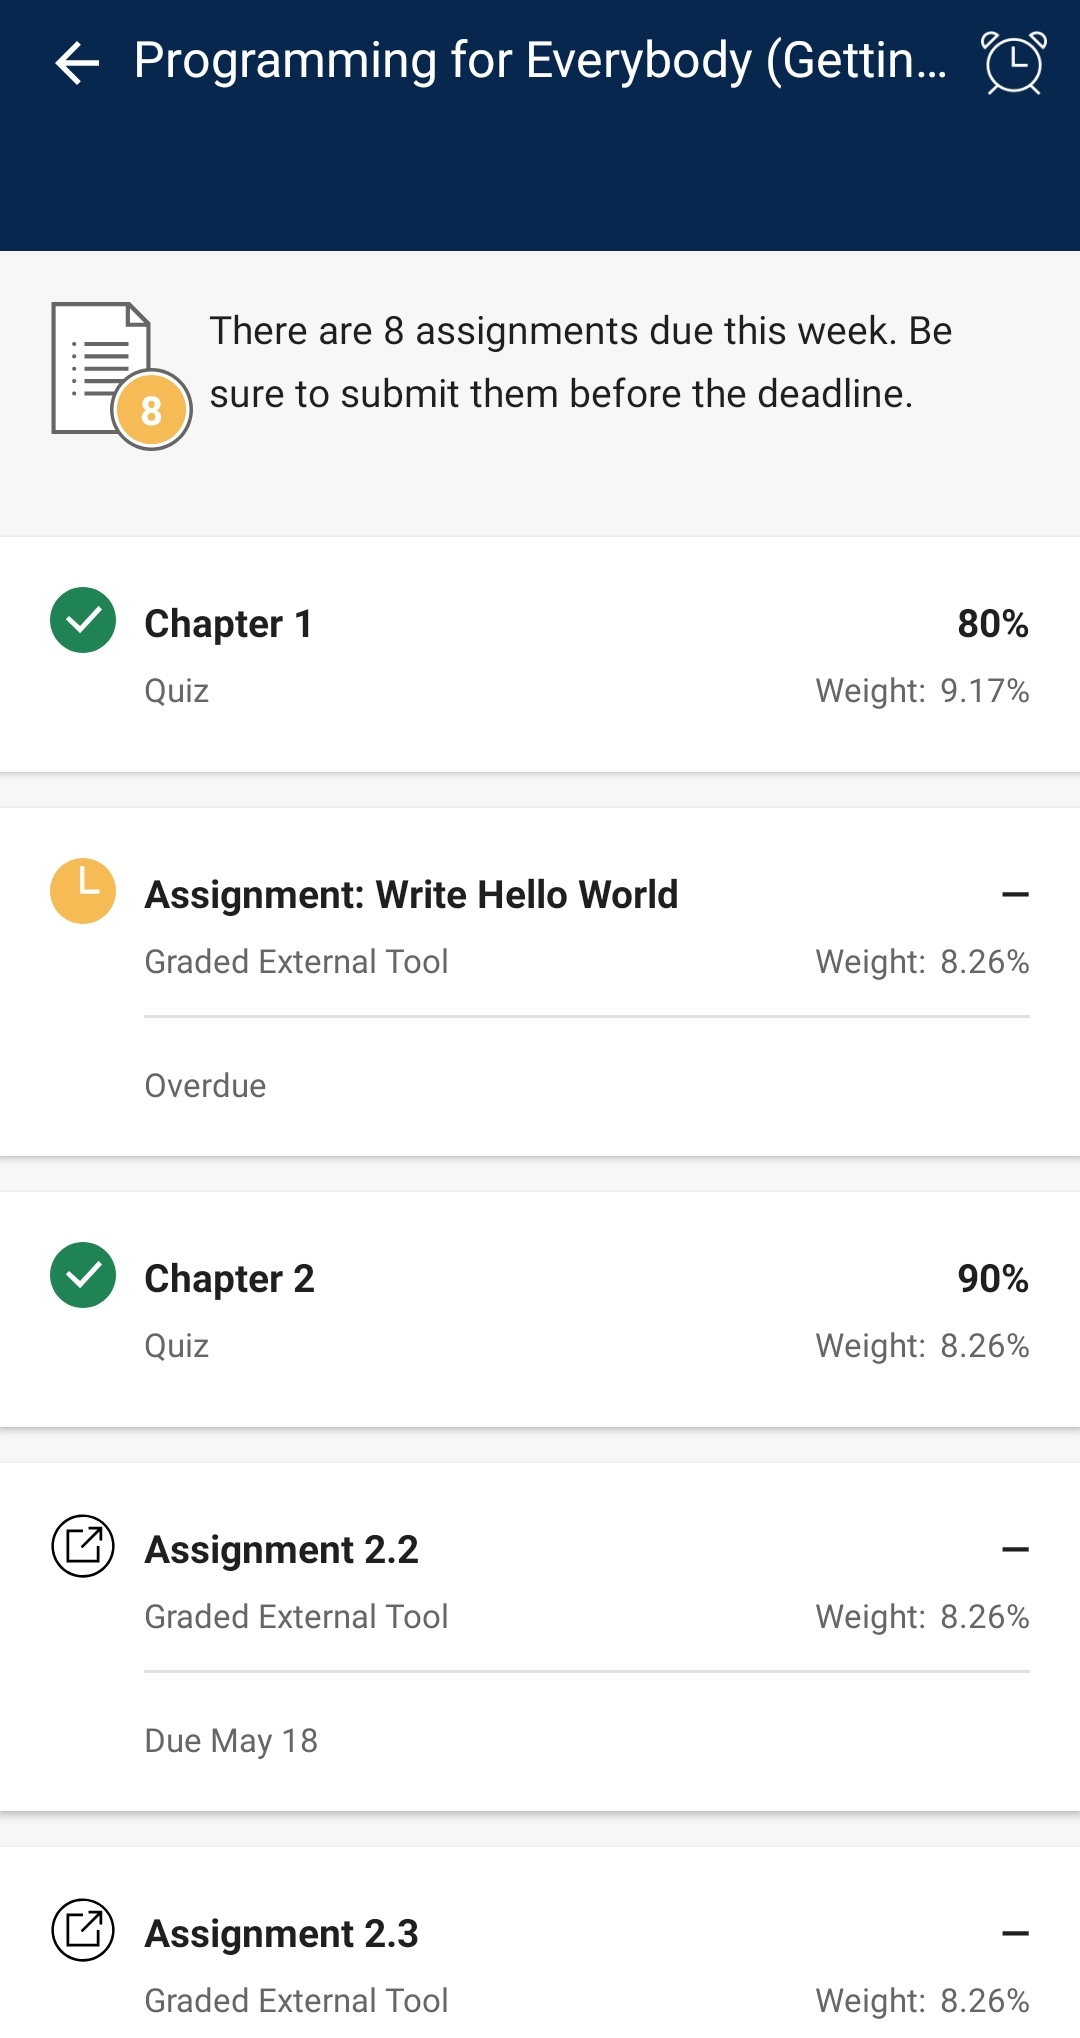 Programming for Everybody (Gettin...
There are 8 assignments due this week. Be
sure to submit them before the deadline.
8
Chapter 1
80%
Quiz
Weight: 9.17%
Assignment: Write Hello World
–
Graded External Tool
Weight: 8.26%
Overdue
Chapter 2
90%
Quiz
Weight: 8.26%
Assignment 2.2
–
Graded External Tool
Weight: 8.26%
Due May 18
Assignment 2.3
–
Graded External Tool
Weight: 8.26%